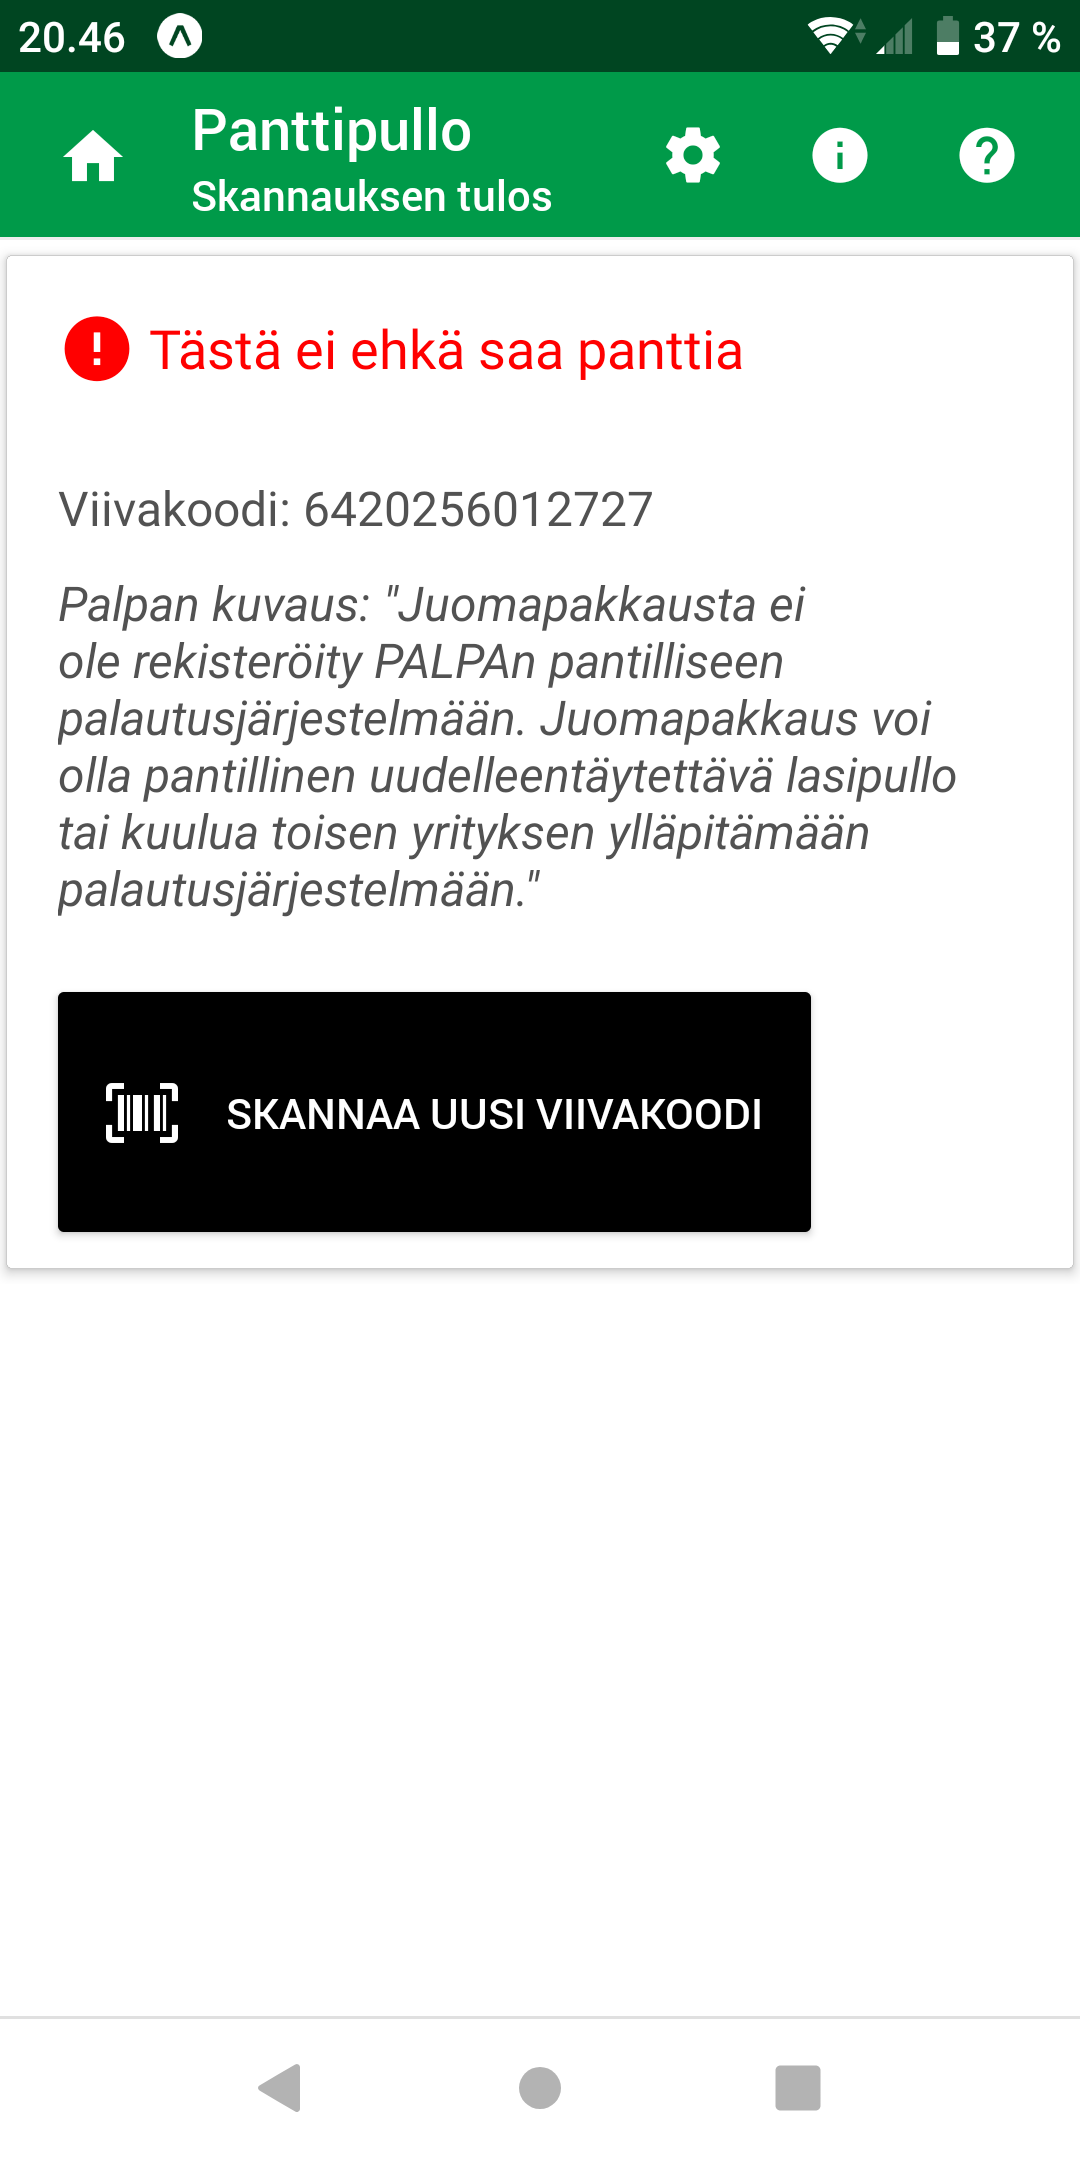 20.46
37 %
Panttipullo
Skannauksen tulos
Tästä ei ehkä saa panttia
Viivakoodi: 6420256012727
Palpan kuvaus: "Juomapakkausta ei
ole rekisteröity PALPAn pantilliseen
palautusjärjestelmään. Juomapakkaus voi
olla pantillinen uudelleentäytettävä lasipullo
tai kuulua toisen yrityksen ylläpitämään
palautusjärjestelmään."
SKANNAA UUSI VIIVAKOODI